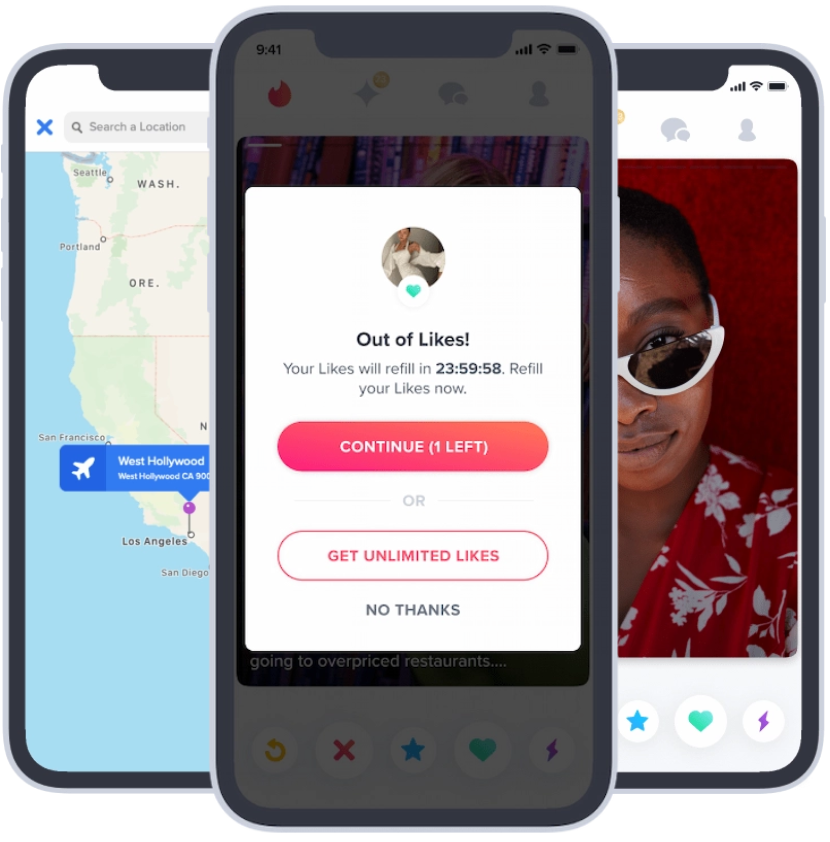 Search a Location
Seattle
WASH.
Portland
ORE.
N
San Francisco
West Hollywood
West Hollywood CA 900
Los Angeles
San Diego
9:41
Out of Likes!
Your Likes will refill in 23:59:58. Refill
your Likes now.
CONTINUE (1 LEFT)
OR
GET UNLIMITED LIKES
NO THANKS
going to overpriced restaurants....